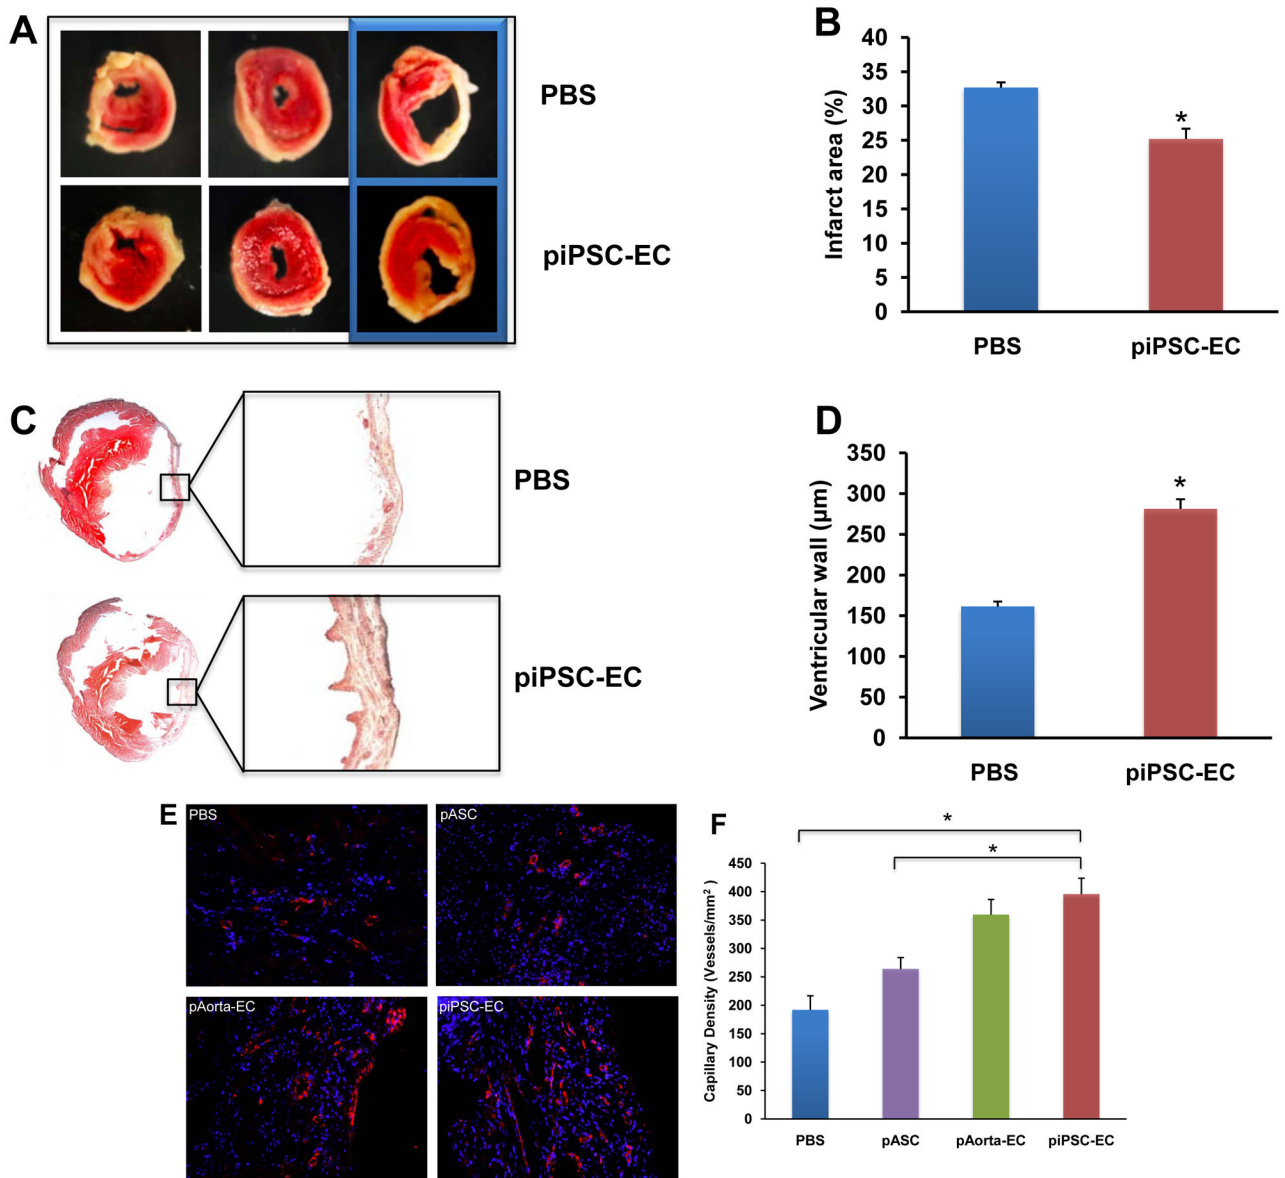 A
PBS
piPSC-EC
B
Infarct area (%)
40
35
30
25
20
15
10
5
0
*
PBS
piPSC-EC
C
PBS
piPSC-EC
D
Ventricular wall (µm)
350
300
250
200
150
100
50
0
*
PBS
piPSC-EC
E
PBS
pASC
pAorta-EC
piPSC-EC
F
*
*
Capillary Density (Vessels/mm²)
450
400
350
300
250
200
150
100
50
0
PBS
pASC
pAorta-EC
piPSC-EC